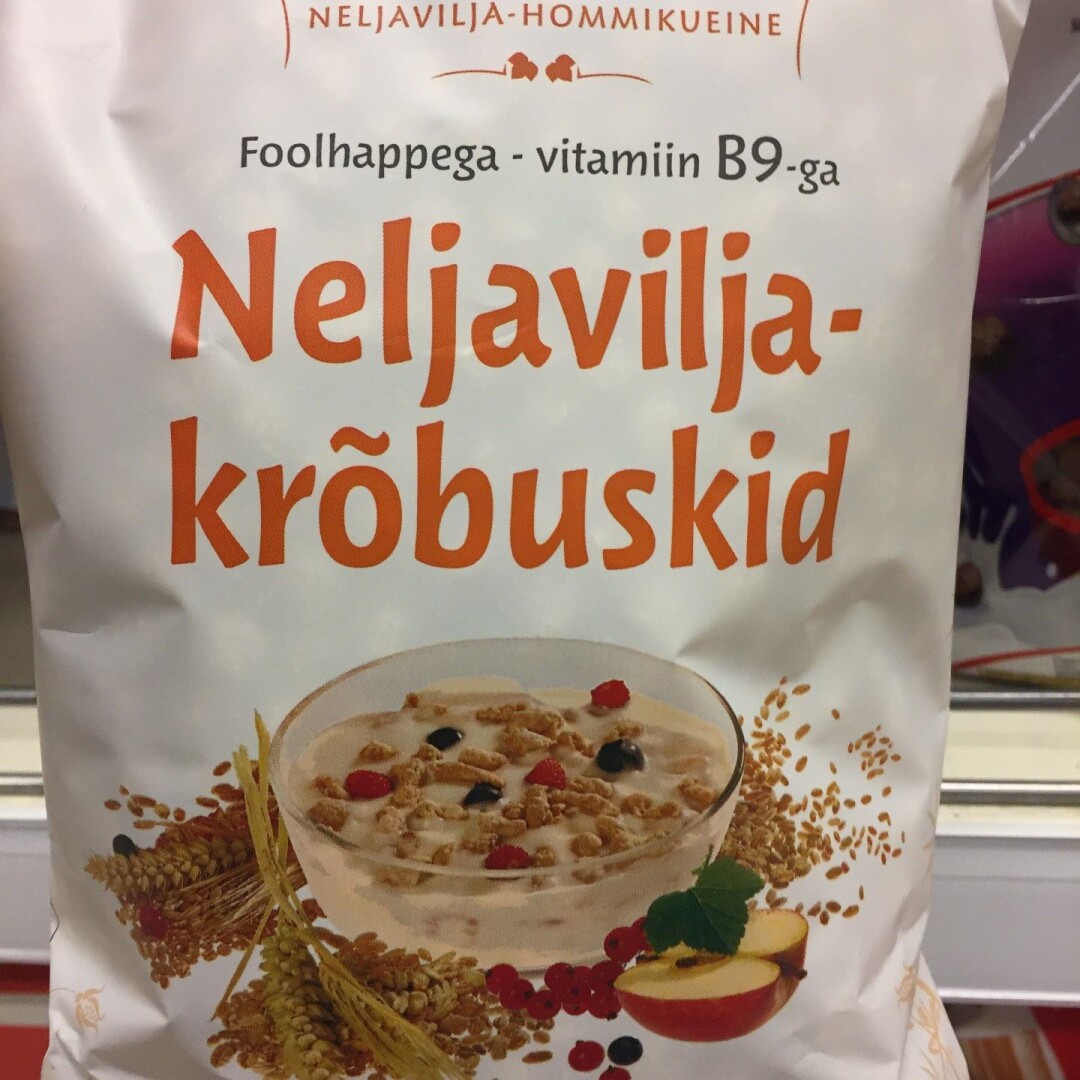 NELJAVILJA-HOMMIKUEINE
Foolhappega - vitamiin B9-ga
Neljavilja-
krõbuskid